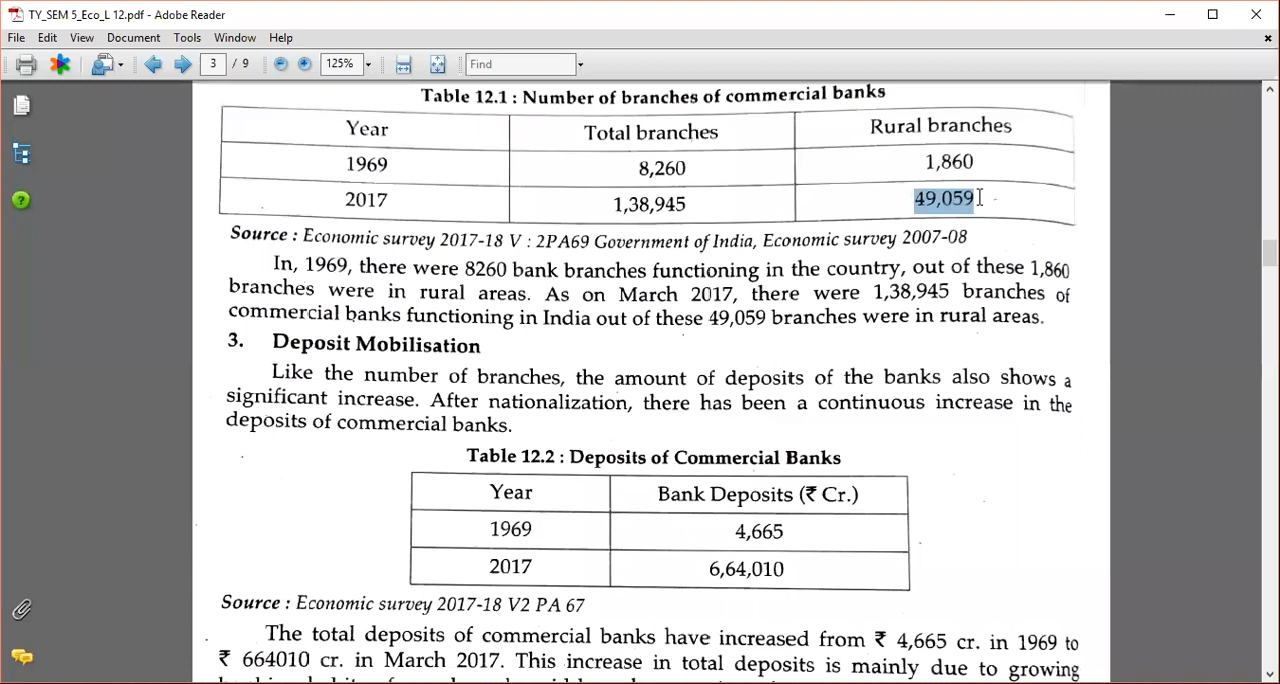 TY_SEM 5_Eco_L 12.pdf - Adobe Reader
File Edit View Document Tools Window Help
3 / 9 125% Find
Table 12.1 : Number of branches of commercial banks
Year Total branches Rural branches
1969 8,260 1,860
2017 1,38,945 49,059
Source : Economic survey 2017-18 V : 2PA69 Government of India, Economic survey 2007-08
In, 1969, there were 8260 bank branches functioning in the country, out of these 1,860
branches were in rural areas. As on March 2017, there were 1,38,945 branches of
commercial banks functioning in India out of these 49,059 branches were in rural areas.
3. Deposit Mobilisation
Like the number of branches, the amount of deposits of the banks also shows a
significant increase. After nationalization, there has been a continuous increase in the
deposits of commercial banks.
Table 12.2 : Deposits of Commercial Banks
Year Bank Deposits (₹ Cr.)
1969 4,665
2017 6,64,010
Source : Economic survey 2017-18 V2 PA 67
The total deposits of commercial banks have increased from ₹ 4,665 cr. in 1969 to
₹ 664010 cr. in March 2017. This increase in total deposits is mainly due to growing